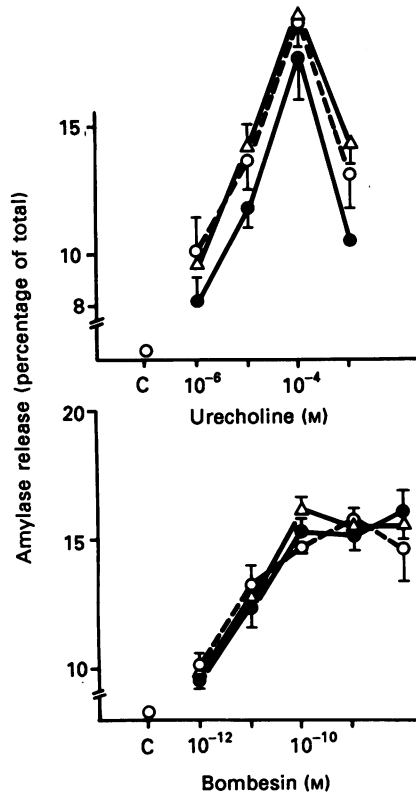 Amylase release (percentage of total)
15
10
8
C 10⁻⁶ 10⁻⁴
Urecholine (M)
20
15
10
C 10⁻¹² 10⁻¹⁰
Bombesin (M)